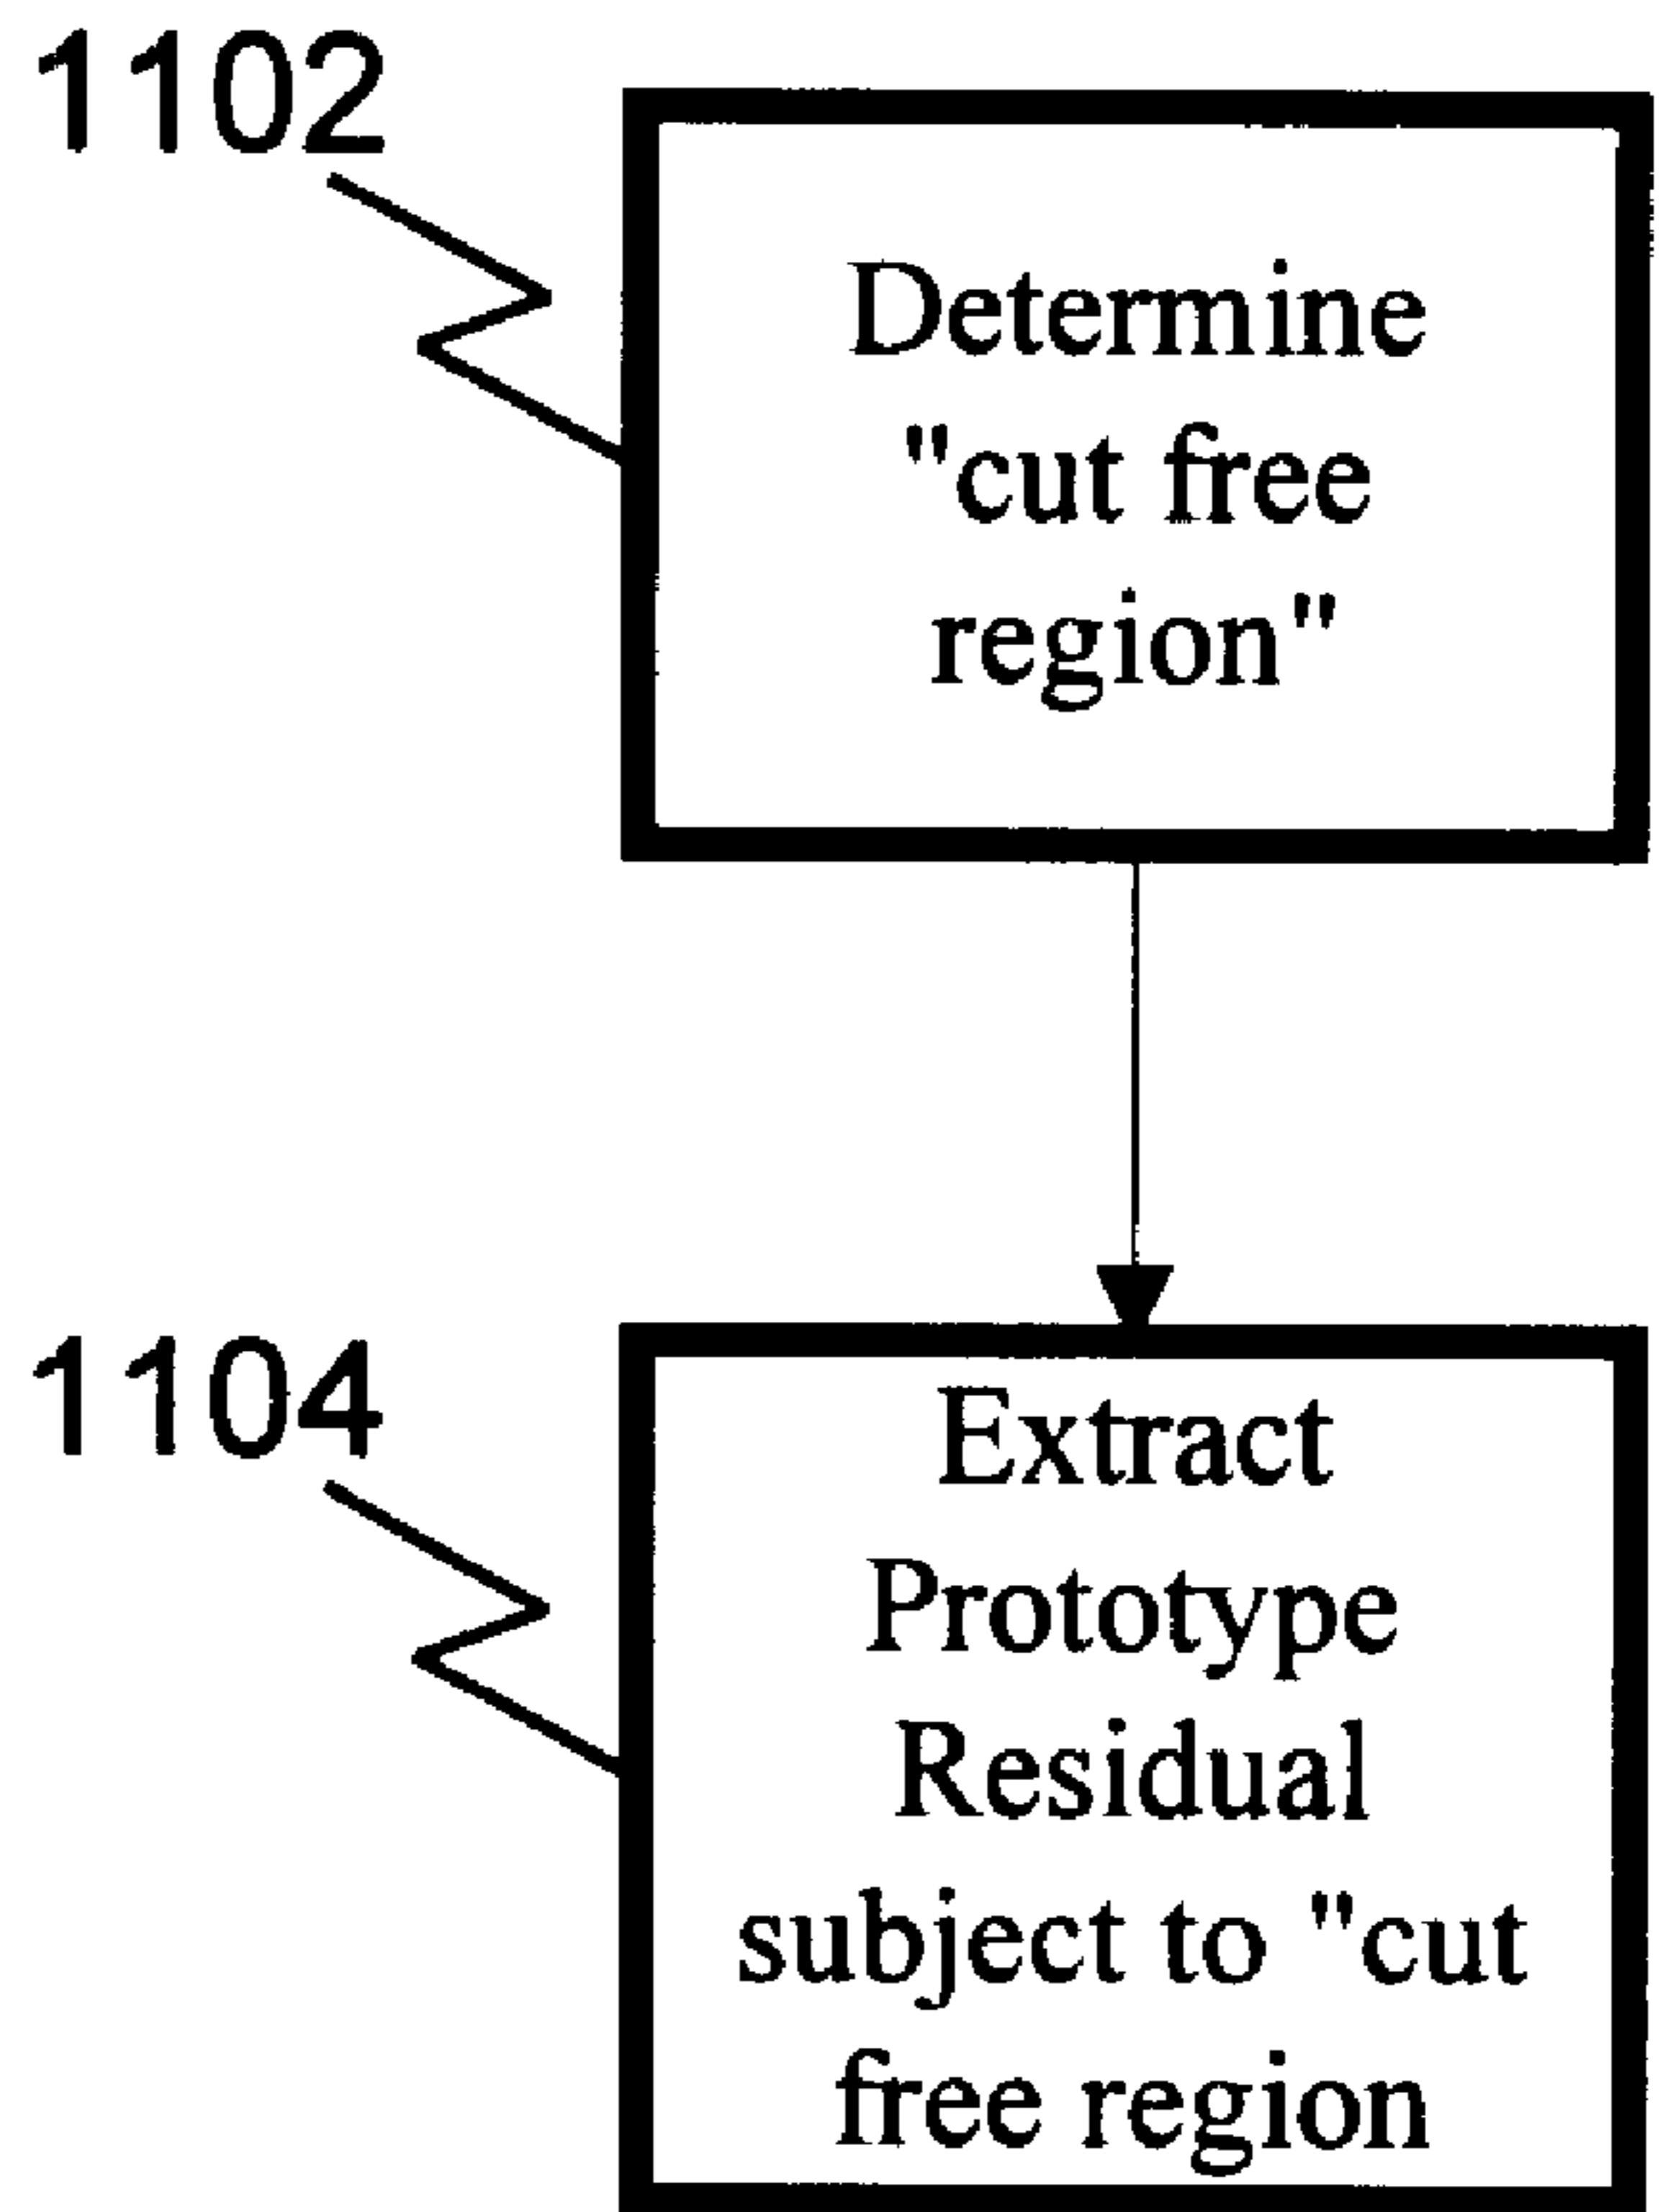 1102
Determine
"cut free
region"
1104
Extract
Prototype
Residual
subject to "cut
free region